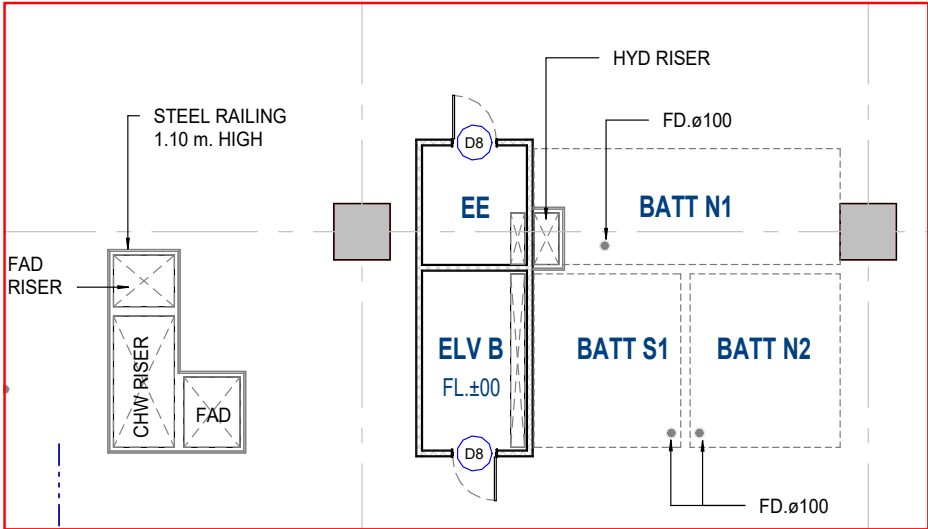 HYD RISER
STEEL RAILING
1.10 m. HIGH
FD.ø100
D8
EE
BATT N1
FAD
RISER
CHW RISER
FAD
ELV B
FL.±00
BATT S1
BATT N2
D8
FD.ø100